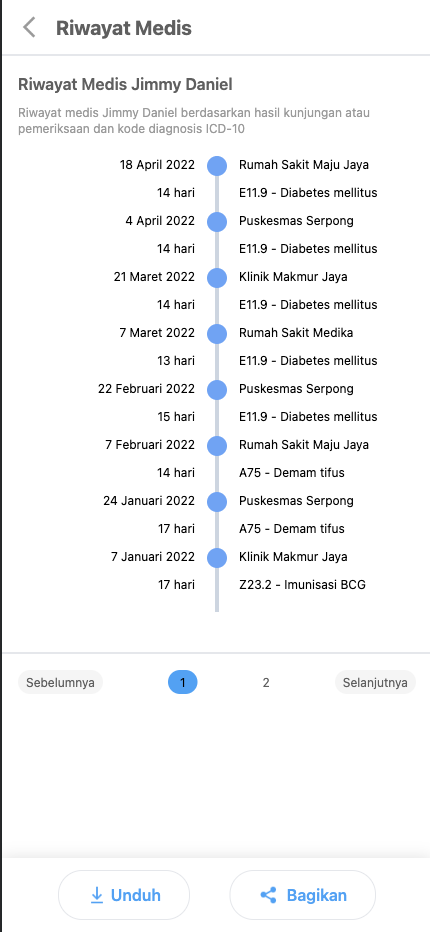 Riwayat Medis
Riwayat Medis Jimmy Daniel
Riwayat medis Jimmy Daniel berdasarkan hasil kunjungan atau
pemeriksaan dan kode diagnosis ICD-10
18 April 2022 Rumah Sakit Maju Jaya
14 hari E11.9 - Diabetes mellitus
4 April 2022 Puskesmas Serpong
14 hari E11.9 - Diabetes mellitus
21 Maret 2022 Klinik Makmur Jaya
14 hari E11.9 - Diabetes mellitus
7 Maret 2022 Rumah Sakit Medika
13 hari E11.9 - Diabetes mellitus
22 Februari 2022 Puskesmas Serpong
15 hari E11.9 - Diabetes mellitus
7 Februari 2022 Rumah Sakit Maju Jaya
14 hari A75 - Demam tifus
24 Januari 2022 Puskesmas Serpong
17 hari A75 - Demam tifus
7 Januari 2022 Klinik Makmur Jaya
17 hari Z23.2 - Imunisasi BCG
Sebelumnya 1 2 Selanjutnya
Unduh Bagikan